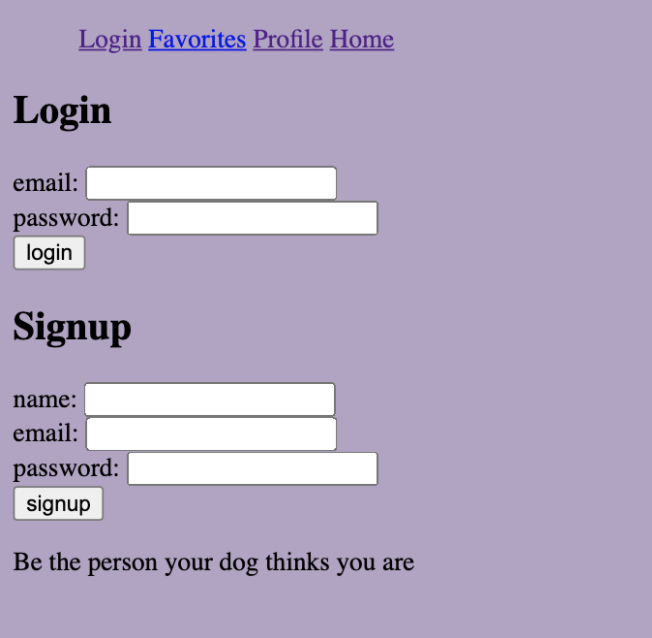 Login Favorites Profile Home
Login
email:
password:
login
Signup
name:
email:
password:
signup
Be the person your dog thinks you are